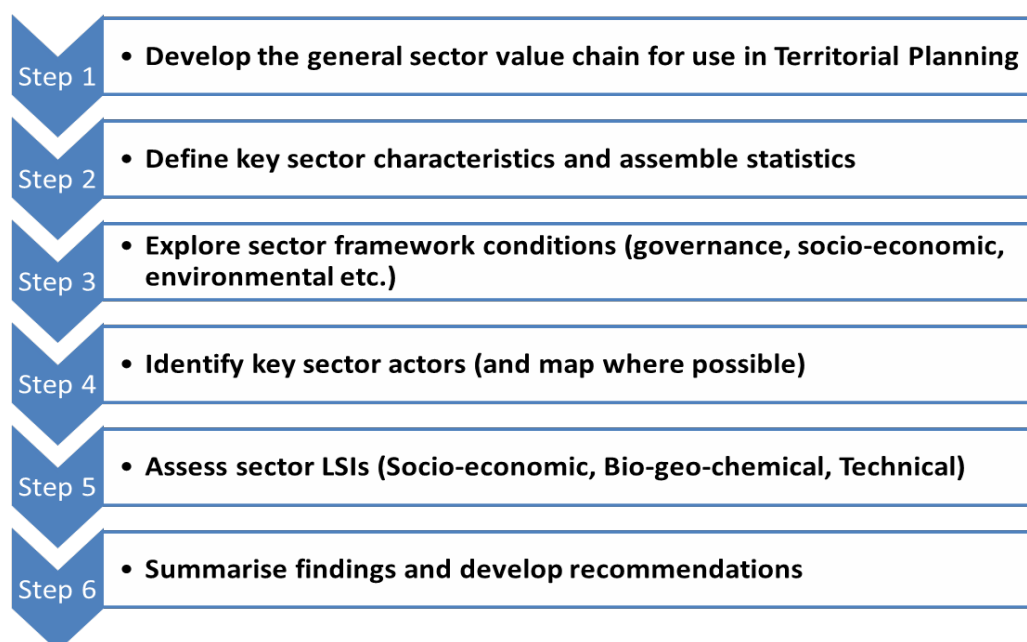 Step 1
• Develop the general sector value chain for use in Territorial Planning
Step 2
• Define key sector characteristics and assemble statistics
Step 3
• Explore sector framework conditions (governance, socio-economic,
environmental etc.)
Step 4
• Identify key sector actors (and map where possible)
Step 5
• Assess sector LSIs (Socio-economic, Bio-geo-chemical, Technical)
Step 6
• Summarise findings and develop recommendations